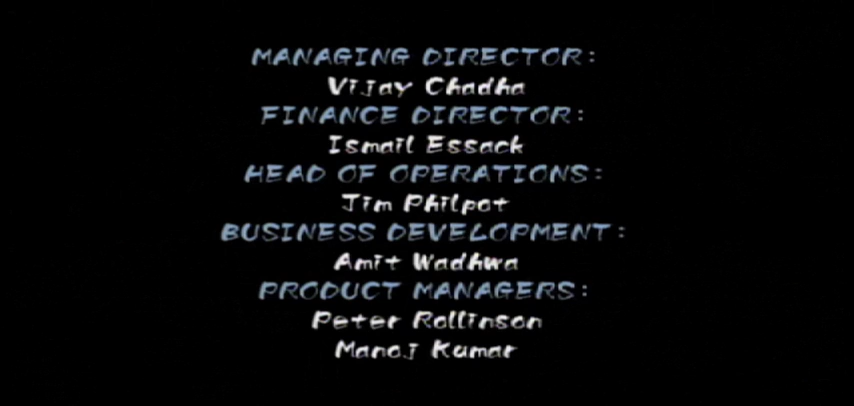 MANAGING DIRECTOR:
Vijay Chadha
FINANCE DIRECTOR:
Ismail Essack
HEAD OF OPERATIONS:
Jim Philpot
BUSINESS DEVELOPMENT:
Amit Wadhwa
PRODUCT MANAGERS:
Peter Rollinson
Manoj Kumar